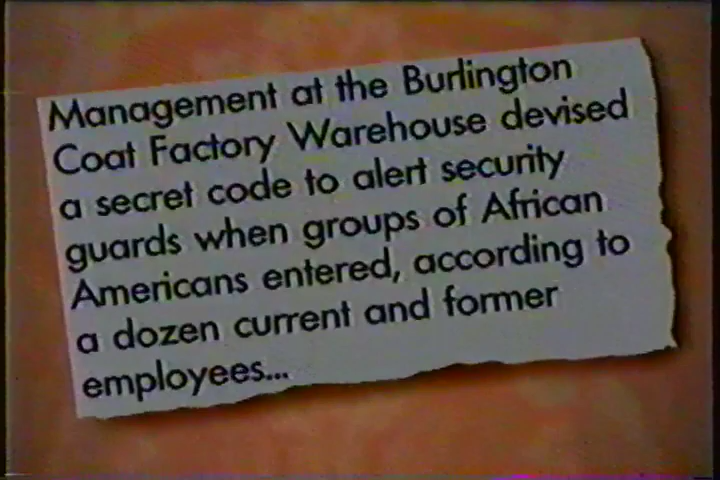 Management at the Burlington
Coat Factory Warehouse devised
a secret code to alert security
guards when groups of African
Americans entered, according to
a dozen current and former
employees...